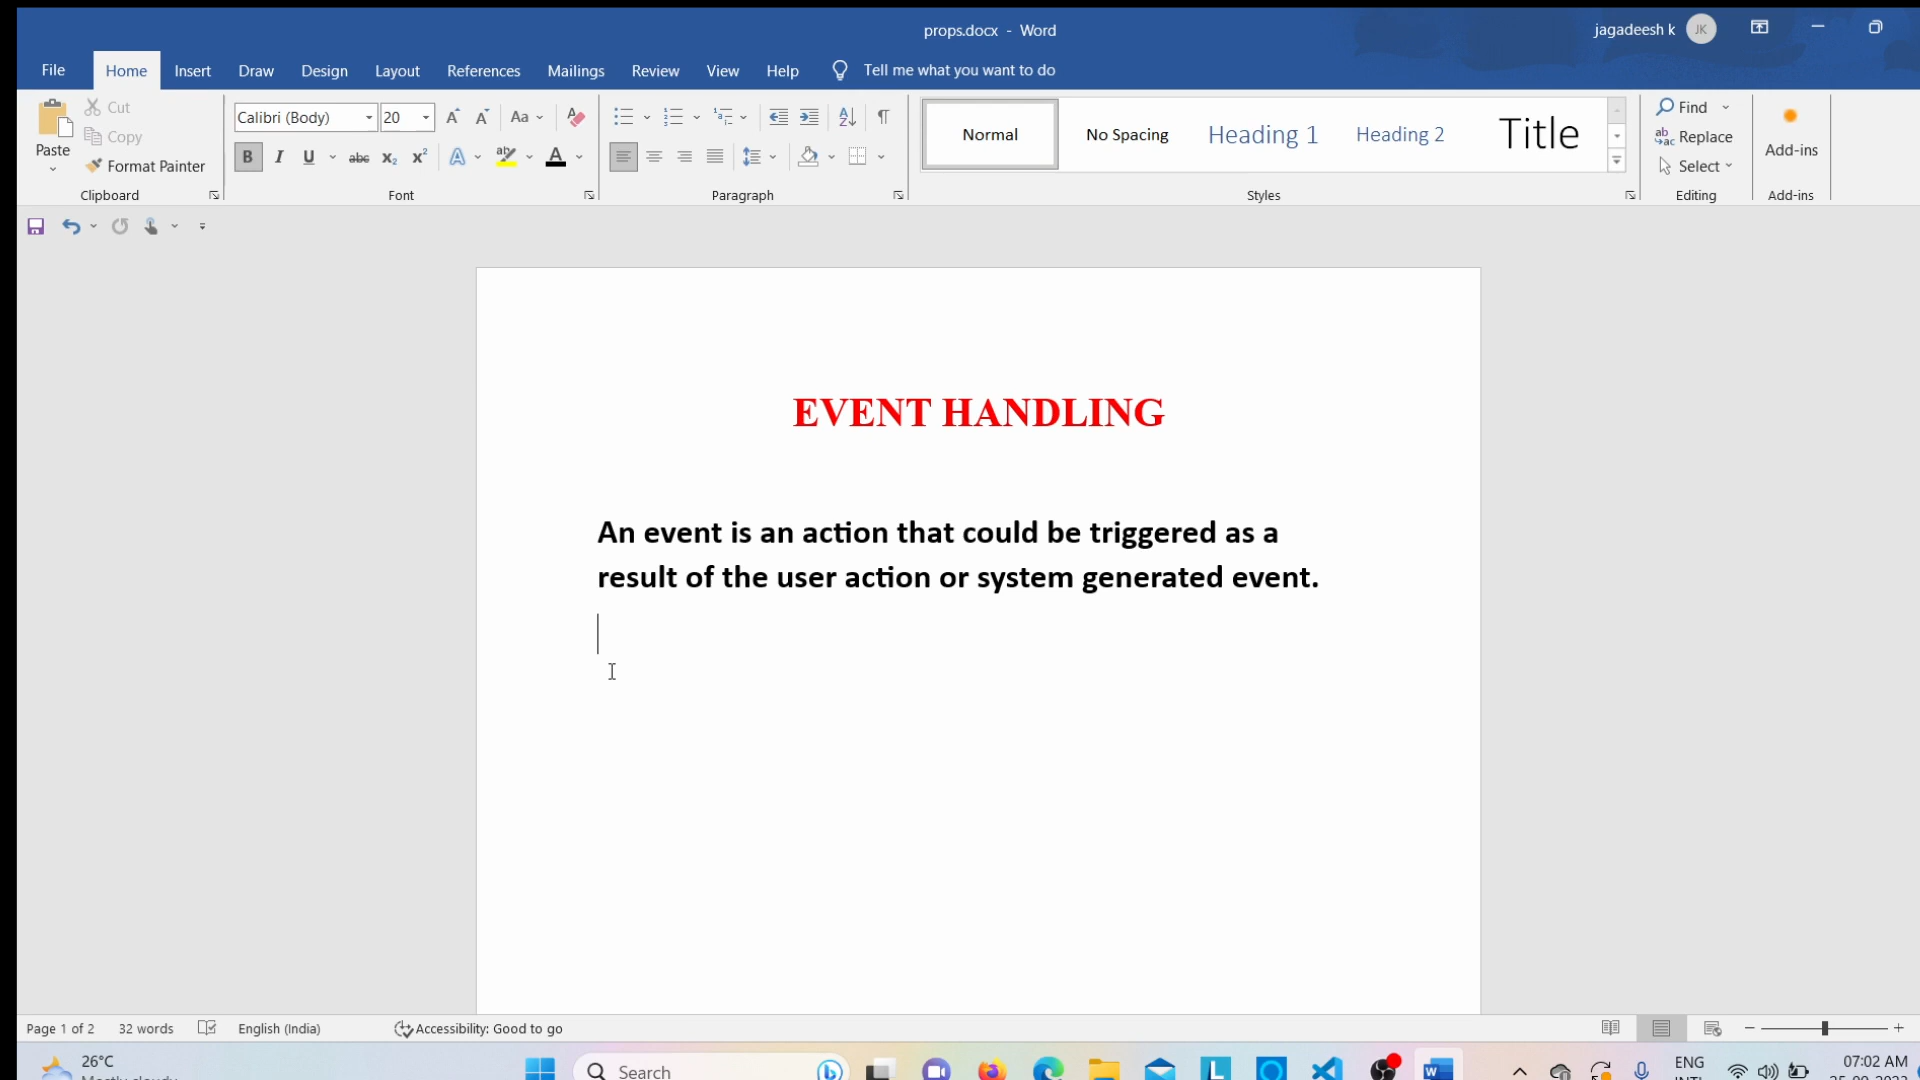 props.docx - Word
jagadeesh k
JK
File Home Insert Draw Design Layout References Mailings Review View Help Tell me what you want to do
Paste
Cut
Copy
Format Painter
Clipboard
Calibri (Body) 20
Font
Paragraph
Normal No Spacing Heading 1 Heading 2 Title
Styles
Find
Replace
Select
Editing
Add-ins
Add-ins
EVENT HANDLING
An event is an action that could be triggered as a
result of the user action or system generated event.
Page 1 of 2 32 words English (India) Accessibility: Good to go
26°C
Search
ENG
07:02 AM